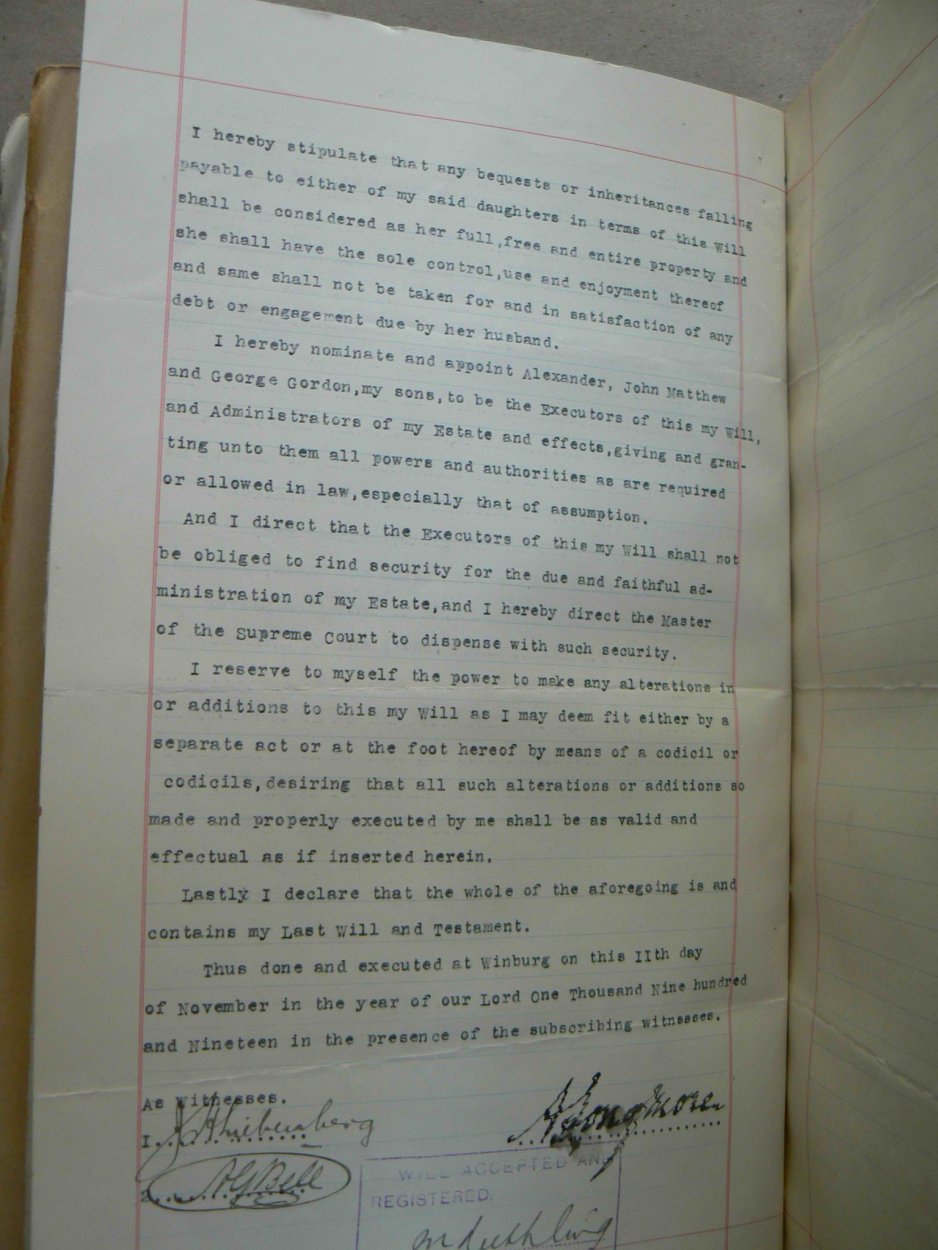 I hereby stipulate that any bequests or inheritances falling
payable to either of my said daughters in terms of this Will
shall be considered as her full,free and entire property and
she shall have the sole control,use and enjoyment thereof
and same shall not be taken for and in satisfaction of any
debt or engagement due by her husband.
I hereby nominate and appoint Alexander, John Matthew
and George Gordon,my sons,to be the Executors of this my Will,
and Administrators of my Estate and effects,giving and gran-
ting unto them all powers and authorities as are required
or allowed in law,especially that of assumption.
And I direct that the Executors of this my Will shall not
be obliged to find security for the due and faithful ad-
ministration of my Estate,and I hereby direct the Master
of the Supreme Court to dispense with such security.
I reserve to myself the power to make any alterations in
or additions to this my Will as I may deem fit either by a
separate act or at the foot hereof by means of a codicil or
codicils,desiring that all such alterations or additions so
made and properly executed by me shall be as valid and
effectual as if inserted herein.
Lastly I declare that the whole of the aforegoing is and
contains my Last Will and Testament.
Thus done and executed at Winburg on this IIth day
of November in the year of our Lord One Thousand Nine hundred
and Nineteen in the presence of the subscribing witnesses.
As Witnesses.
I.
2. AGBell
WILL ACCEPTED AND
REGISTERED.